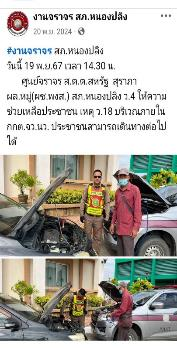 งานจราจร สภ.หนองปลิง
20 พ.ย. 2024
#งานจราจร สภ.หนองปลิง
วันนี้ 19 พ.ย.67 เวลา 14.30 น.
ศูนย์จราจร ส.ต.ต.สหรัฐ สุราภา
ผบ.หมู่(ผช.พงส.) สภ.หนองปลิง ว.4 ให้ความ
ช่วยเหลือประชาชน เหตุ ว.18 บริเวณภายใน
กกต.จว.นว. ประชาชนสามารถเดินทางต่อไป
ได้